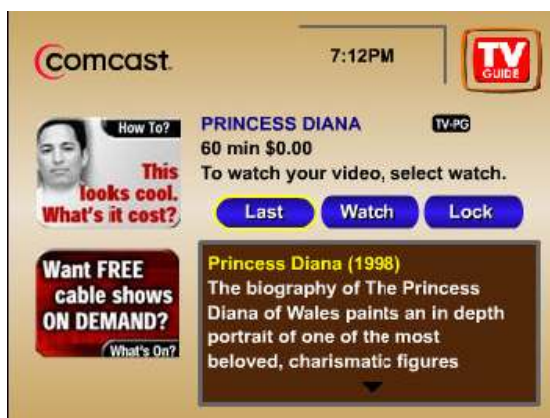 comcast.
7:12PM
TV
GUIDE
How To?
This
looks cool.
What's it cost?
PRINCESS DIANA TV-PG
60 min $0.00
To watch your video, select watch.
Last Watch Lock
Want FREE
cable shows
ON DEMAND?
What's On?
Princess Diana (1998)
The biography of The Princess
Diana of Wales paints an in depth
portrait of one of the most
beloved, charismatic figures